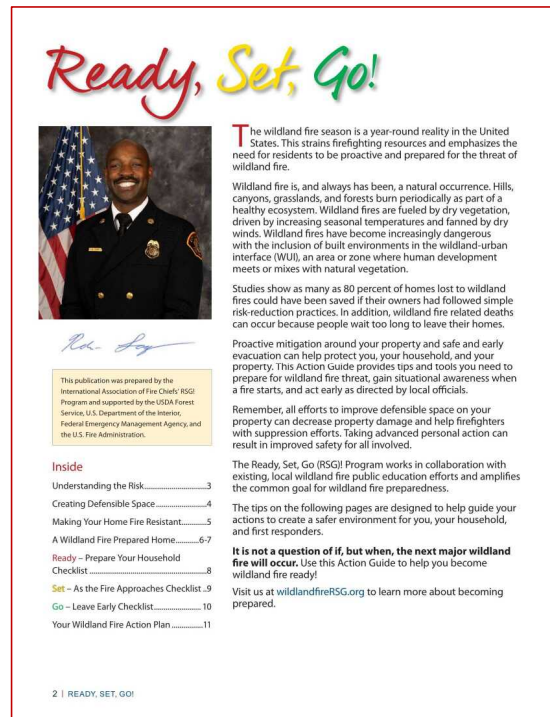 Ready, Set, Go!
The wildland fire season is a year-round reality in the United
States. This strains firefighting resources and emphasizes the
need for residents to be proactive and prepared for the threat of
wildland fire.
Wildland fire is, and always has been, a natural occurrence. Hills,
canyons, grasslands, and forests burn periodically as part of a
healthy ecosystem. Wildland fires are fueled by dry vegetation,
driven by increasing seasonal temperatures and fanned by dry
winds. Wildland fires have become increasingly dangerous
with the inclusion of built environments in the wildland-urban
interface (WUI), an area or zone where human development
meets or mixes with natural vegetation.
Studies show as many as 80 percent of homes lost to wildland
fires could have been saved if their owners had followed simple
risk-reduction practices. In addition, wildland fire related deaths
can occur because people wait too long to leave their homes.
Proactive mitigation around your property and safe and early
evacuation can help protect you, your household, and your
property. This Action Guide provides tips and tools you need to
prepare for wildland fire threat, gain situational awareness when
a fire starts, and act early as directed by local officials.
Remember, all efforts to improve defensible space on your
property can decrease property damage and help firefighters
with suppression efforts. Taking advanced personal action can
result in improved safety for all involved.
The Ready, Set, Go (RSG)! Program works in collaboration with
existing, local wildland fire public education efforts and amplifies
the common goal for wildland fire preparedness.
The tips on the following pages are designed to help guide your
actions to create a safer environment for you, your household,
and first responders.
It is not a question of if, but when, the next major wildland
fire will occur. Use this Action Guide to help you become
wildland fire ready!
Visit us at wildlandfireRSG.org to learn more about becoming
prepared.
This publication was prepared by the
International Association of Fire Chiefs' RSG!
Program and supported by the USDA Forest
Service, U.S. Department of the Interior,
Federal Emergency Management Agency, and
the U.S. Fire Administration.
Inside
Understanding the Risk..........................3
Creating Defensible Space.....................4
Making Your Home Fire Resistant..........5
A Wildland Fire Prepared Home.........6-7
Ready – Prepare Your Household
Checklist ..............................................8
Set – As the Fire Approaches Checklist ..9
Go – Leave Early Checklist...................... 10
Your Wildland Fire Action Plan ...............11
2 | READY, SET, GO!